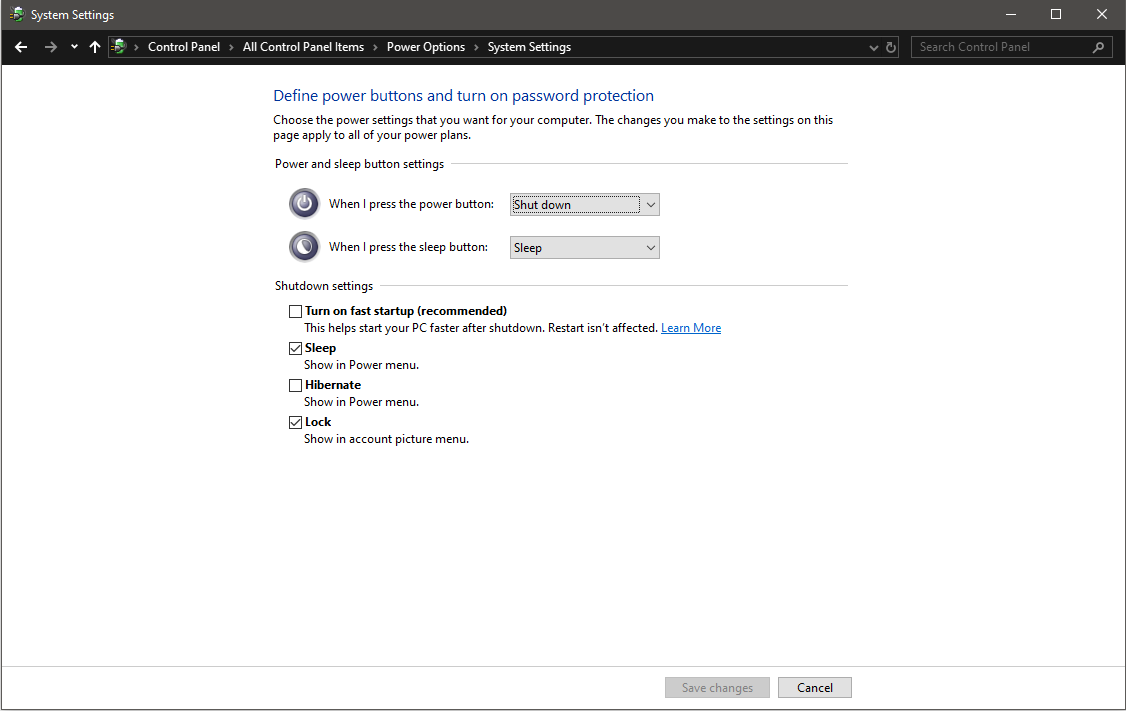 System Settings
Control Panel > All Control Panel Items > Power Options > System Settings
Search Control Panel
Define power buttons and turn on password protection
Choose the power settings that you want for your computer. The changes you make to the settings on this
page apply to all of your power plans.
Power and sleep button settings
When I press the power button: Shut down
When I press the sleep button: Sleep
Shutdown settings
Turn on fast startup (recommended)
This helps start your PC faster after shutdown. Restart isn't affected. Learn More
Sleep
Show in Power menu.
Hibernate
Show in Power menu.
Lock
Show in account picture menu.
Save changes
Cancel